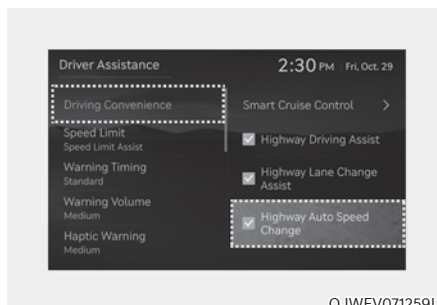 Driver Assistance
2:30 PM Fri, Oct. 29
Driving Convenience
Smart Cruise Control >
Speed Limit
Speed Limit Assist
Highway Driving Assist
Warning Timing
Standard
Highway Lane Change
Assist
Warning Volume
Medium
Highway Auto Speed
Change
Haptic Warning
Medium